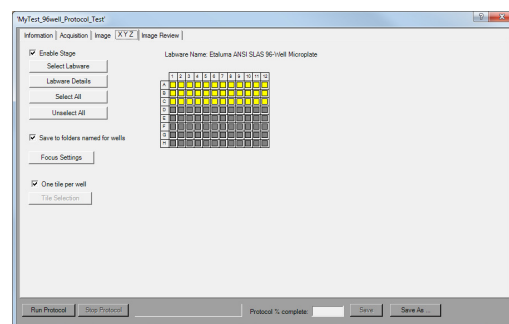 'MyTest_96well_Protocol_Test'
Information Acquisition Image XYZ Image Review
Enable Stage
Labware Name: Etaluma ANSI SLAS 96-Well Microplate
Select Labware
Labware Details
Select All
Unselect All
1 2 3 4 5 6 7 8 9 10 11 12
A
B
C
D
E
F
G
H
Save to folders named for wells
Focus Settings
One tile per well
Tile Selection
Run Protocol Stop Protocol Protocol % complete: Save Save As ...